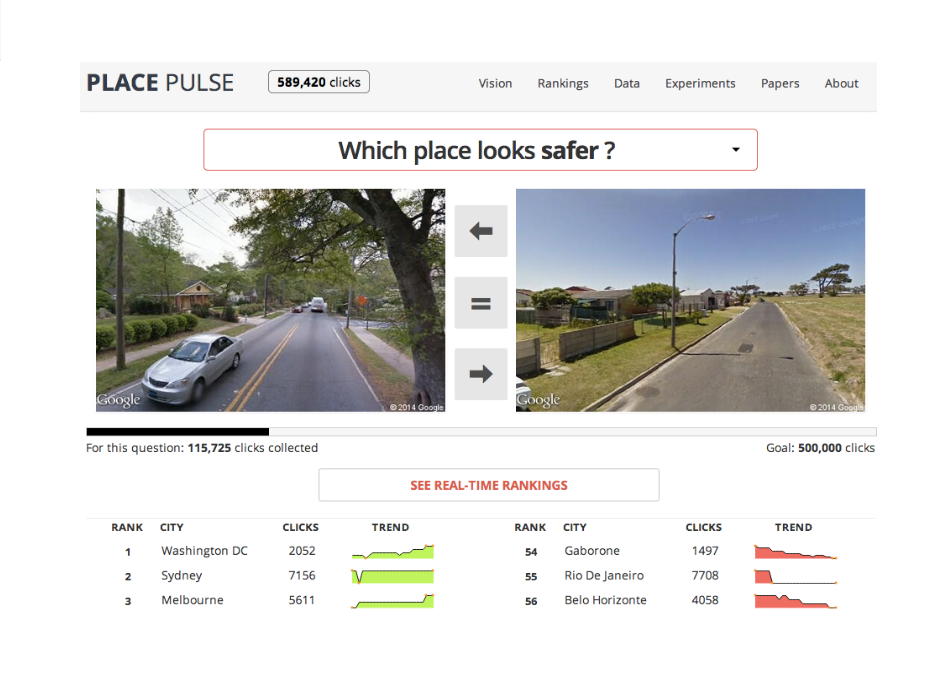 PLACE PULSE
589,420 clicks
Vision
Rankings
Data
Experiments
Papers
About
Which place looks safer ?
Google
© 2014 Google
Google
© 2014 Google
For this question: 115,725 clicks collected
Goal: 500,000 clicks
SEE REAL-TIME RANKINGS
RANK CITY CLICKS TREND
1 Washington DC 2052
2 Sydney 7156
3 Melbourne 5611
RANK CITY CLICKS TREND
54 Gaborone 1497
55 Rio De Janeiro 7708
56 Belo Horizonte 4058